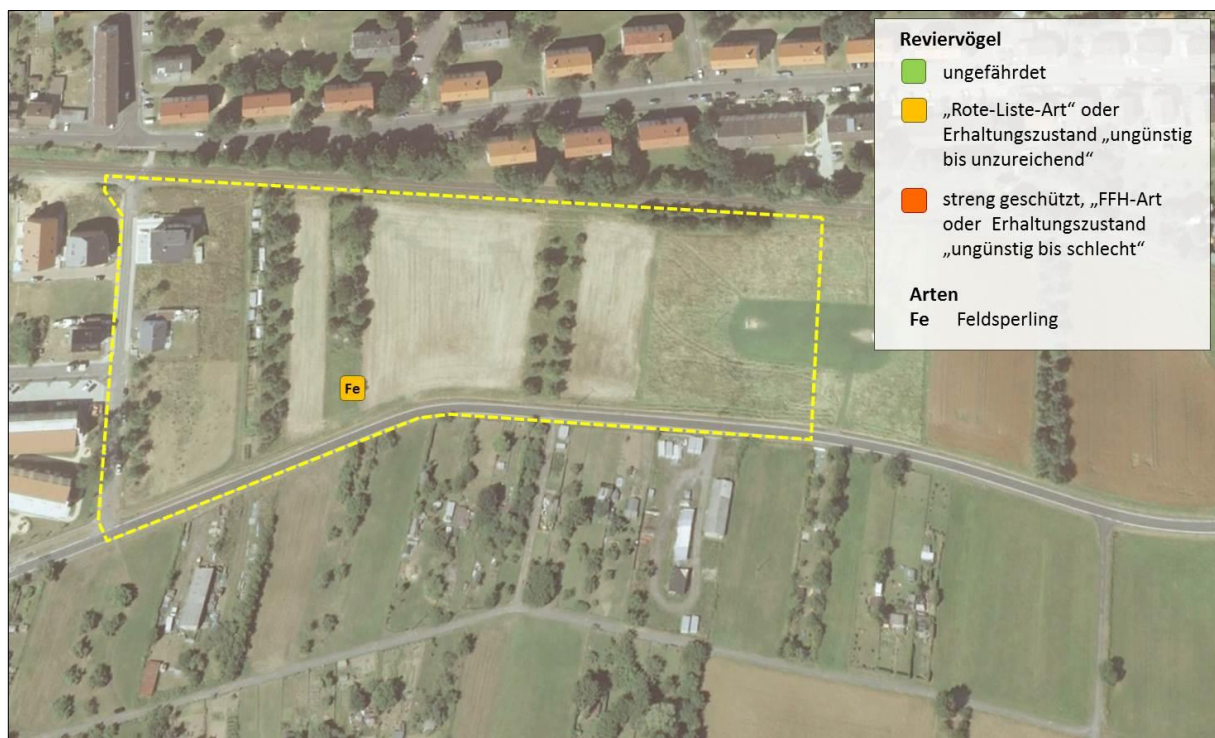 Reviervögel
ungefährdet
„Rote-Liste-Art“ oder
Erhaltungszustand „ungünstig
bis unzureichend“
streng geschützt, „FFH-Art
oder Erhaltungszustand
„ungünstig bis schlecht“
Arten
Fe Feldsperling
Fe